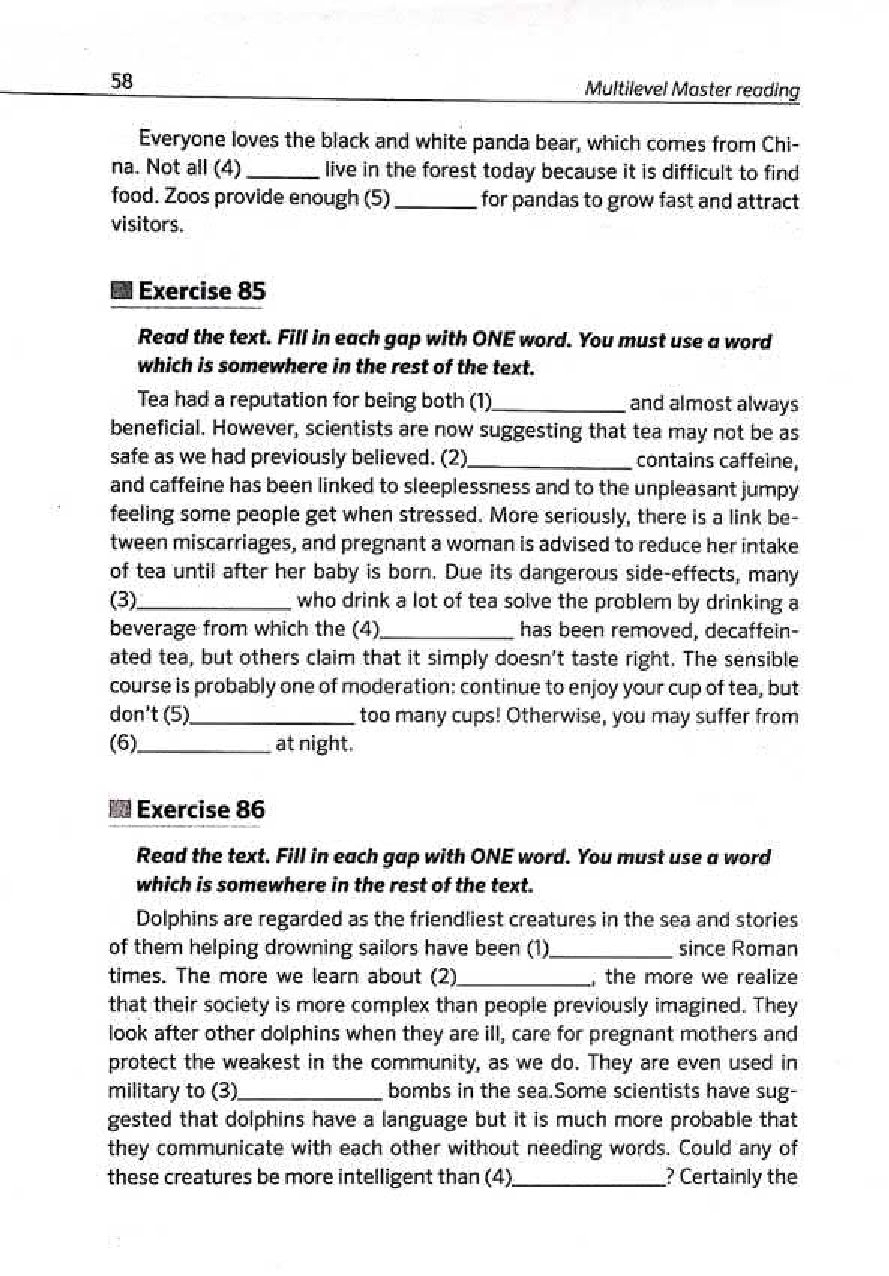 58
Multilevel Master reading
Everyone loves the black and white panda bear, which comes from Chi-
na. Not all (4) _______ live in the forest today because it is difficult to find
food. Zoos provide enough (5) ________ for pandas to grow fast and attract
visitors.
Exercise 85
Read the text. Fill in each gap with ONE word. You must use a word
which is somewhere in the rest of the text.
Tea had a reputation for being both (1)_____________ and almost always
beneficial. However, scientists are now suggesting that tea may not be as
safe as we had previously believed. (2)________________ contains caffeine,
and caffeine has been linked to sleeplessness and to the unpleasant jumpy
feeling some people get when stressed. More seriously, there is a link be-
tween miscarriages, and pregnant a woman is advised to reduce her intake
of tea until after her baby is born. Due its dangerous side-effects, many
(3)_______________ who drink a lot of tea solve the problem by drinking a
beverage from which the (4)_____________ has been removed, decaffein-
ated tea, but others claim that it simply doesn't taste right. The sensible
course is probably one of moderation: continue to enjoy your cup of tea, but
don't (5)________________ too many cups! Otherwise, you may suffer from
(6)_____________ at night.
Exercise 86
Read the text. Fill in each gap with ONE word. You must use a word
which is somewhere in the rest of the text.
Dolphins are regarded as the friendliest creatures in the sea and stories
of them helping drowning sailors have been (1)____________ since Roman
times. The more we learn about (2)_____________, the more we realize
that their society is more complex than people previously imagined. They
look after other dolphins when they are ill, care for pregnant mothers and
protect the weakest in the community, as we do. They are even used in
military to (3)______________ bombs in the sea.Some scientists have sug-
gested that dolphins have a language but it is much more probable that
they communicate with each other without needing words. Could any of
these creatures be more intelligent than (4)_______________? Certainly the